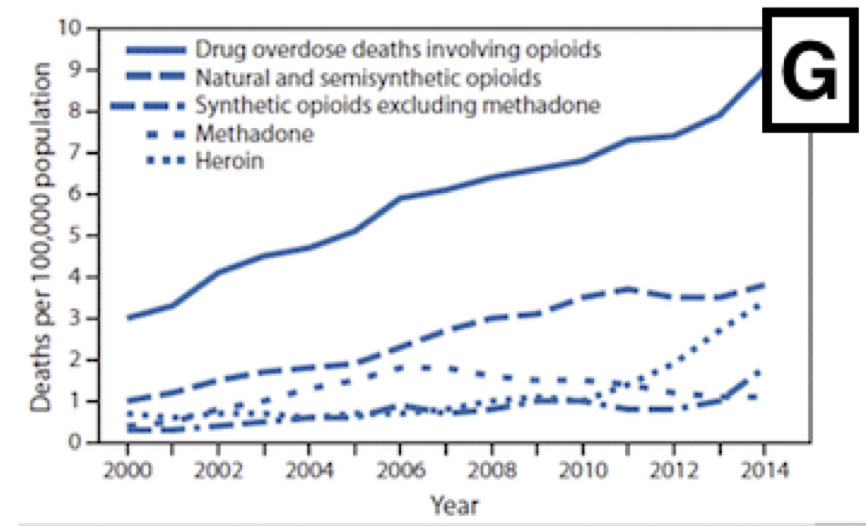 10
9
8
7
6
5
4
3
2
1
0
Deaths per 100,000 population
Drug overdose deaths involving opioids
Natural and semisynthetic opioids
Synthetic opioids excluding methadone
Methadone
Heroin
G
2000 2002 2004 2006 2008 2010 2012 2014
Year